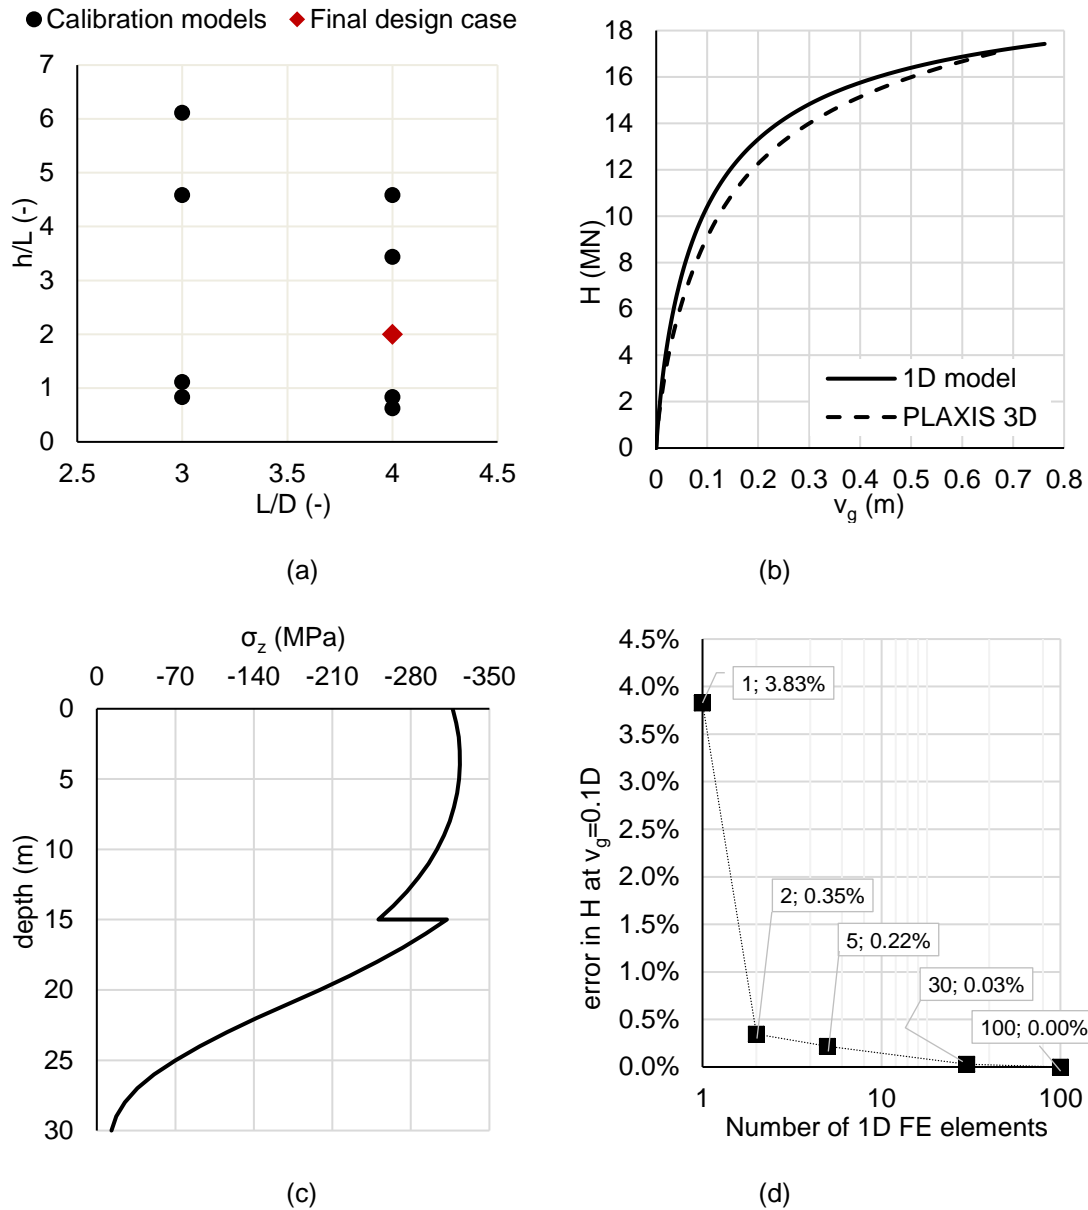 Calibration models Final design case
7
6
5
4
3
2
1
0
h/L (-)
2.5 3 3.5 4 4.5
L/D (-)
(a)
18
16
14
12
10
8
6
4
2
0
H (MN)
1D model
PLAXIS 3D
0 0.1 0.2 0.3 0.4 0.5 0.6 0.7 0.8
v_g (m)
(b)
σ_z (MPa)
0 -70 -140 -210 -280 -350
0
5
10
15
20
25
30
depth (m)
(c)
4.5%
4.0%
3.5%
3.0%
2.5%
2.0%
1.5%
1.0%
0.5%
0.0%
error in H at v_g=0.1D
1; 3.83%
2; 0.35%
5; 0.22%
30; 0.03%
100; 0.00%
1 10 100
Number of 1D FE elements
(d)